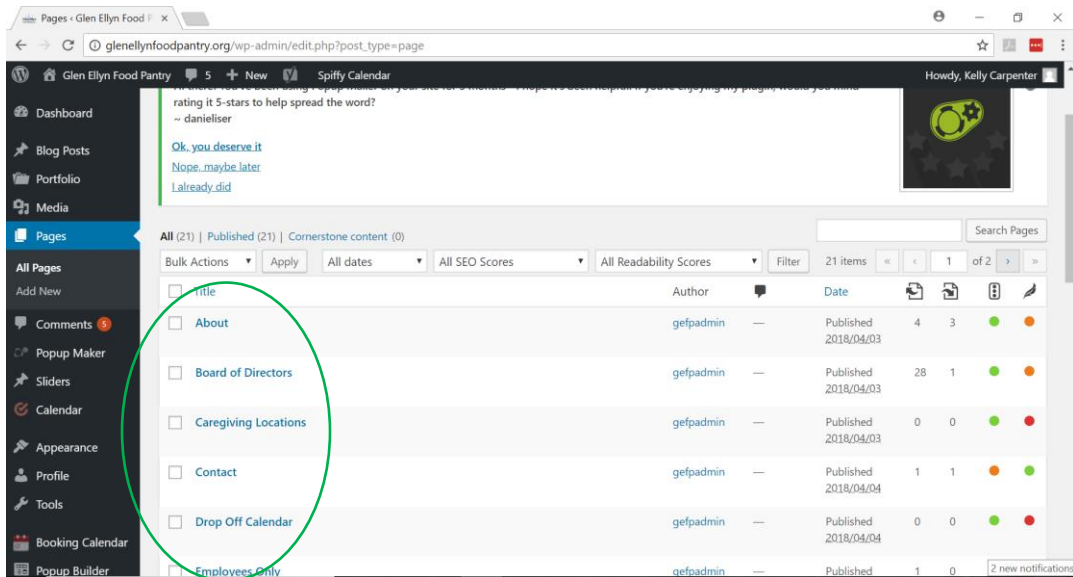 Pages ‹ Glen Ellyn Food P
glenellynfoodpantry.org/wp-admin/edit.php?post_type=page
Glen Ellyn Food Pantry 5 + New Spiffy Calendar Howdy, Kelly Carpenter
rating it 5-stars to help spread the word?
~ danieliser
Ok, you deserve it
Nope, maybe later
I already did
Dashboard
Blog Posts
Portfolio
Media
Pages
All Pages
Add New
Comments 5
Popup Maker
Sliders
Calendar
Appearance
Profile
Tools
Booking Calendar
Popup Builder
All (21) | Published (21) | Cornerstone content (0)
Search Pages
Bulk Actions Apply All dates All SEO Scores All Readability Scores Filter 21 items « ‹ 1 of 2 › »
Title Author Date
About gefpadmin — Published 4 3
2018/04/03
Board of Directors gefpadmin — Published 28 1
2018/04/03
Caregiving Locations gefpadmin — Published 0 0
2018/04/03
Contact gefpadmin — Published 1 1
2018/04/04
Drop Off Calendar gefpadmin — Published 0 0
2018/04/04
Employees Only gefpadmin — Published 1 0
2 new notifications